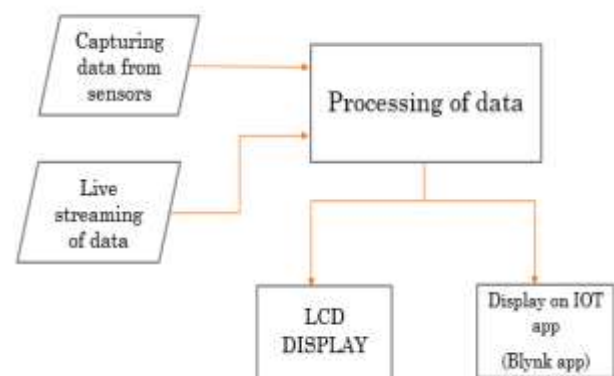 Capturing
data from
sensors
Processing of data
Live
streaming
of data
LCD
DISPLAY
Display on IOT
app
(Blynk app)